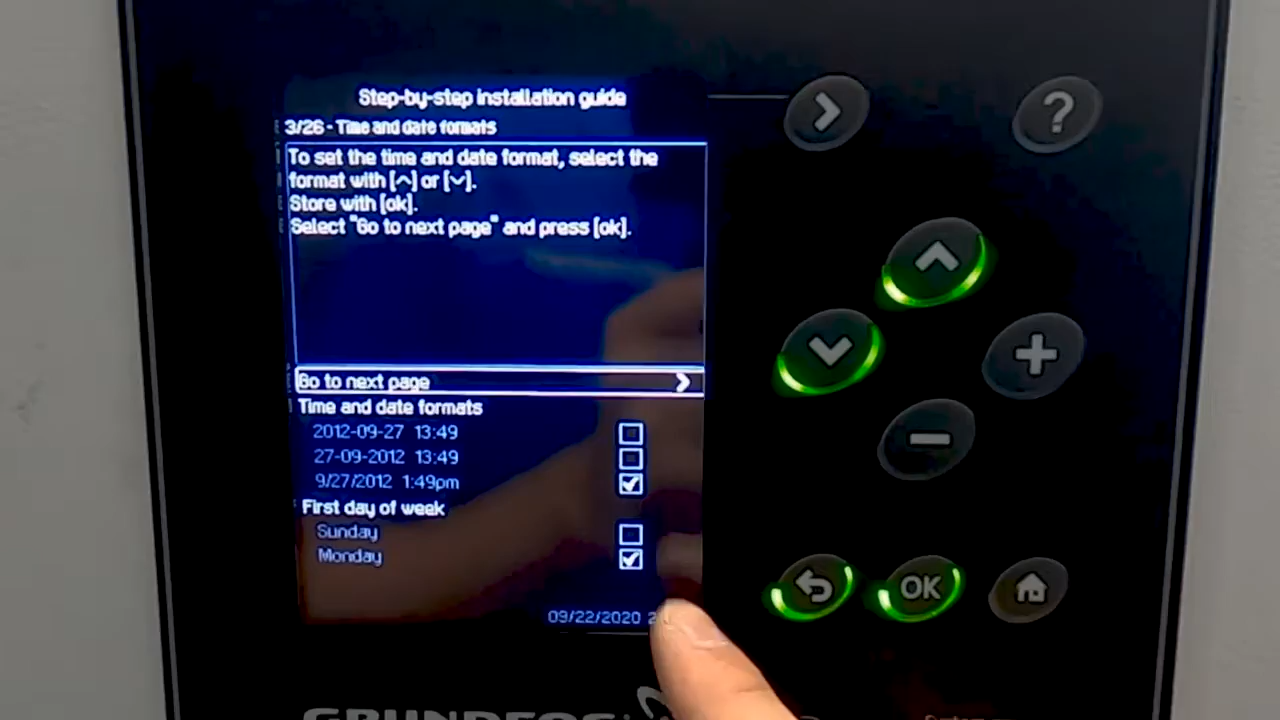 Step-by-step installation guide
3/26 - Time and date formats
To set the time and date format, select the
format with [^] or [v].
Store with [ok].
Select "Go to next page" and press [ok].
Go to next page
Time and date formats
2012-09-27 13:49
27-09-2012 13:49
9/27/2012 1:49pm
First day of week
Sunday
Monday
09/22/2020
?
OK
GRUNDFOS